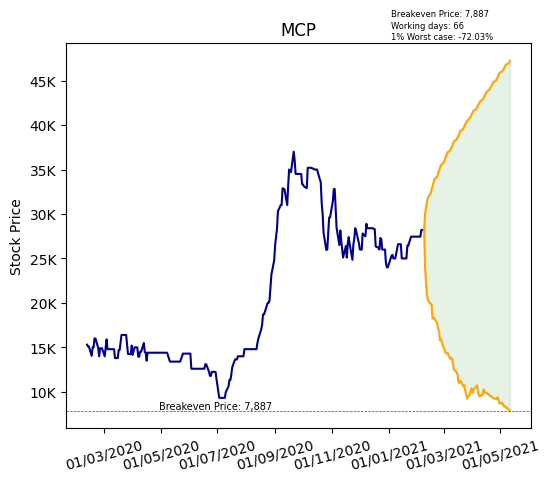 Breakeven Price: 7,887
Working days: 66
1% Worst case: -72.03%
MCP
Stock Price
45K
40K
35K
30K
25K
20K
15K
10K
Breakeven Price: 7,887
01/03/2020 01/05/2020 01/07/2020 01/09/2020 01/11/2020 01/01/2021 01/03/2021 01/05/2021